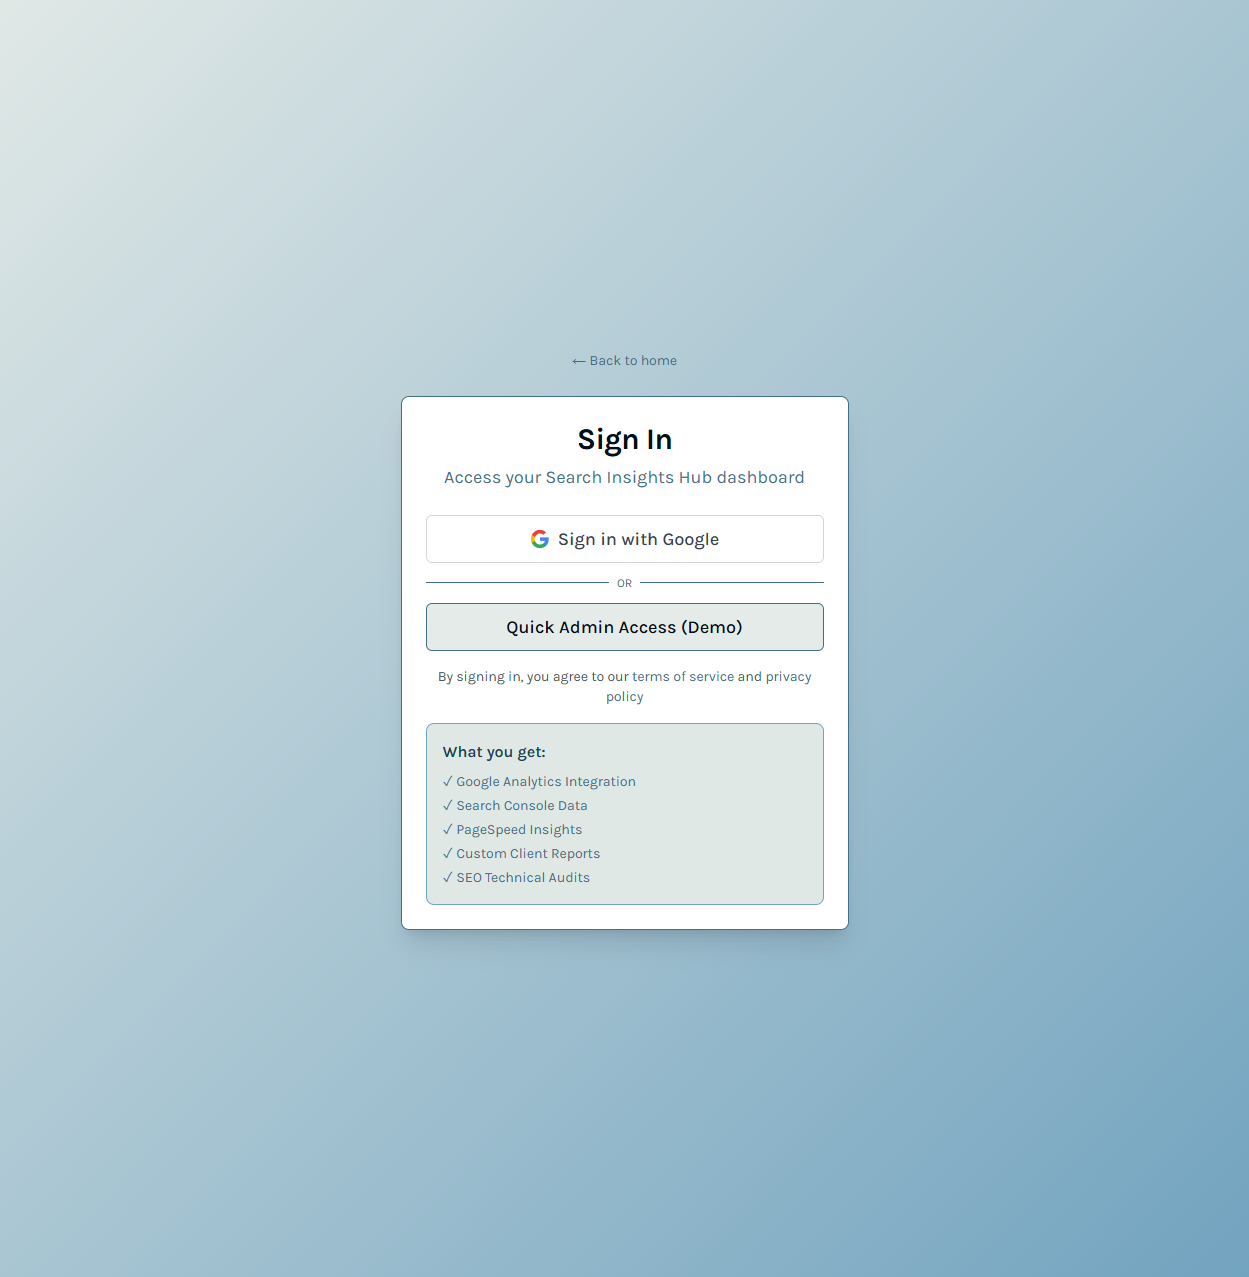 ← Back to home
Sign In
Access your Search Insights Hub dashboard
Sign in with Google
OR
Quick Admin Access (Demo)
By signing in, you agree to our terms of service and privacy
policy
What you get:
✓ Google Analytics Integration
✓ Search Console Data
✓ PageSpeed Insights
✓ Custom Client Reports
✓ SEO Technical Audits